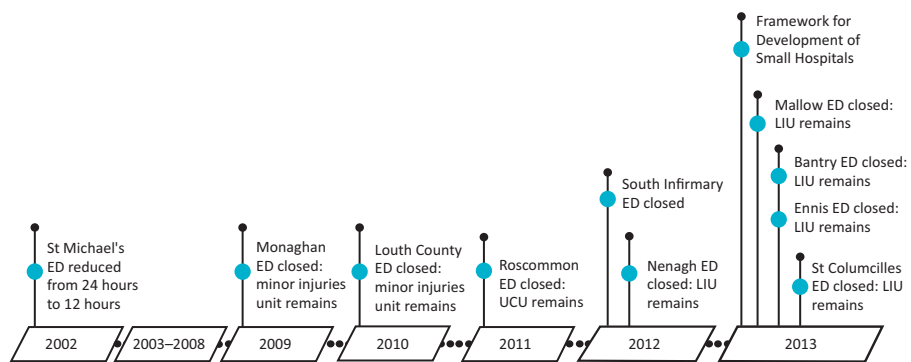 St Michael's
ED reduced
from 24 hours
to 12 hours
Monaghan
ED closed:
minor injuries
unit remains
Louth County
ED closed:
minor injuries
unit remains
Roscommon
ED closed:
UCU remains
South Infirmary
ED closed
Nenagh ED
closed: LIU
remains
Framework for
Development of
Small Hospitals
Mallow ED closed:
LIU remains
Bantry ED closed:
LIU remains
Ennis ED closed:
LIU remains
St Columcilles
ED closed: LIU
remains
2002
2003–2008
2009
2010
2011
2012
2013